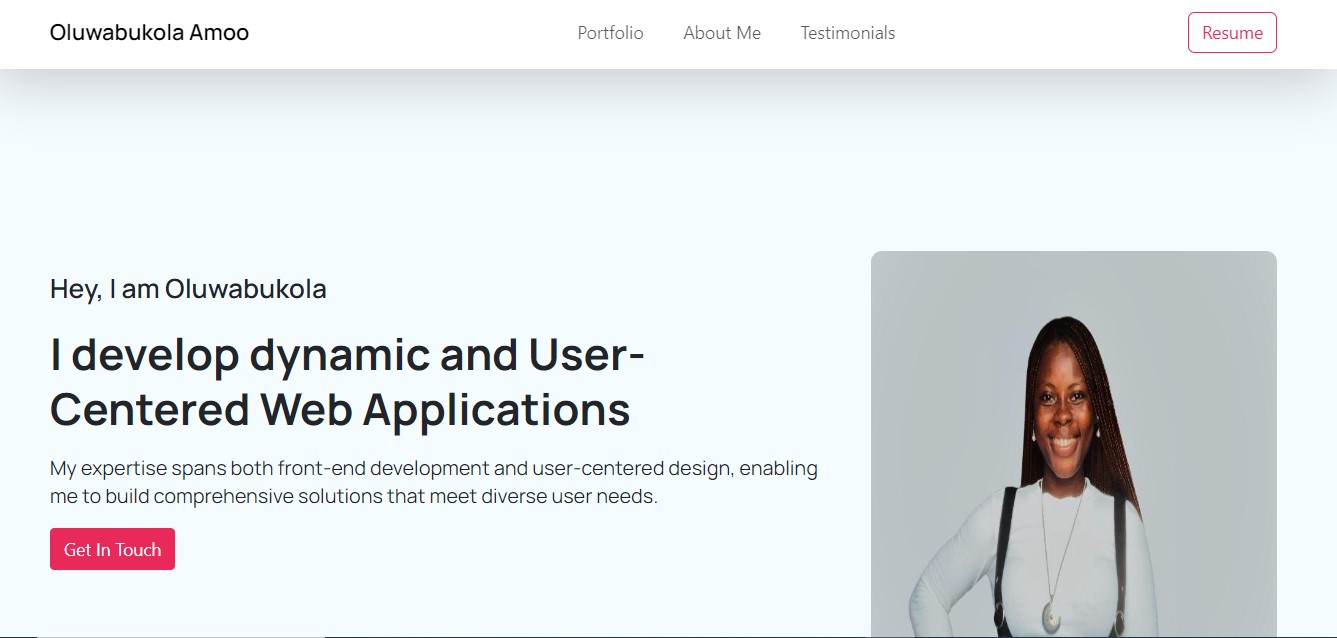 Oluwabukola Amoo
Portfolio
About Me
Testimonials
Resume
Hey, I am Oluwabukola
I develop dynamic and User-
Centered Web Applications
My expertise spans both front-end development and user-centered design, enabling
me to build comprehensive solutions that meet diverse user needs.
Get In Touch